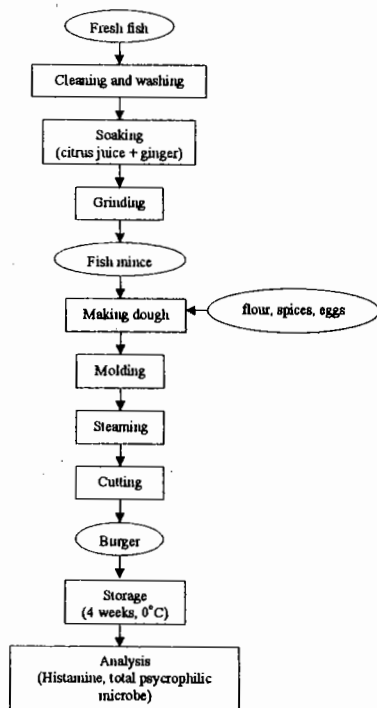 Fresh fish
Cleaning and washing
Soaking
(citrus juice + ginger)
Grinding
Fish mince
Making dough
flour, spices, eggs
Molding
Steaming
Cutting
Burger
Storage
(4 weeks, 0°C)
Analysis
(Histamine, total psycrophilic
microbe)